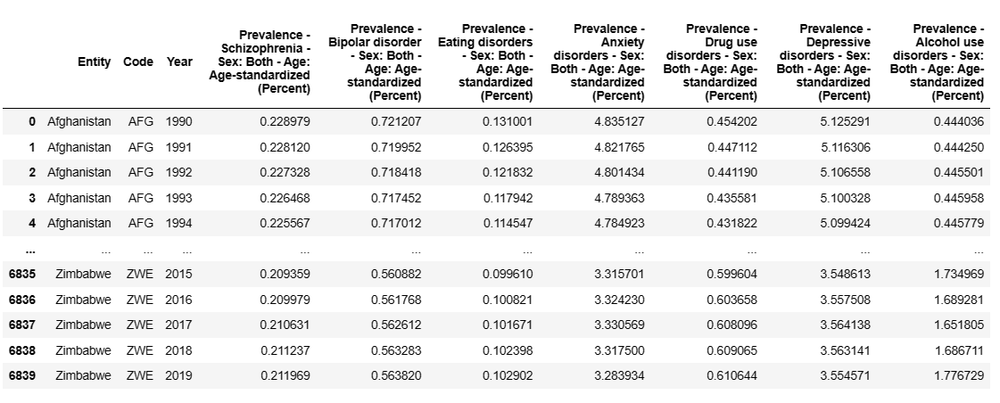 Entity Code Year Prevalence - Schizophrenia - Sex: Both - Age: Age-standardized (Percent) Prevalence - Bipolar disorder - Sex: Both - Age: Age-standardized (Percent) Prevalence - Eating disorders - Sex: Both - Age: Age-standardized (Percent) Prevalence - Anxiety disorders - Sex: Both - Age: Age-standardized (Percent) Prevalence - Drug use disorders - Sex: Both - Age: Age-standardized (Percent) Prevalence - Depressive disorders - Sex: Both - Age: Age-standardized (Percent) Prevalence - Alcohol use disorders - Sex: Both - Age: Age-standardized (Percent)
0 Afghanistan AFG 1990 0.228979 0.721207 0.131001 4.835127 0.454202 5.125291 0.444036
1 Afghanistan AFG 1991 0.228120 0.719952 0.126395 4.821765 0.447112 5.116306 0.444250
2 Afghanistan AFG 1992 0.227328 0.718418 0.121832 4.801434 0.441190 5.106558 0.445501
3 Afghanistan AFG 1993 0.226468 0.717452 0.117942 4.789363 0.435581 5.100328 0.445958
4 Afghanistan AFG 1994 0.225567 0.717012 0.114547 4.784923 0.431822 5.099424 0.445779
... ... ... ... ... ... ... ... ... ... ...
6835 Zimbabwe ZWE 2015 0.209359 0.560882 0.099610 3.315701 0.599604 3.548613 1.734969
6836 Zimbabwe ZWE 2016 0.209979 0.561768 0.100821 3.324230 0.603658 3.557508 1.689281
6837 Zimbabwe ZWE 2017 0.210631 0.562612 0.101671 3.330569 0.608096 3.564138 1.651805
6838 Zimbabwe ZWE 2018 0.211237 0.563283 0.102398 3.317500 0.609065 3.563141 1.686711
6839 Zimbabwe ZWE 2019 0.211969 0.563820 0.102902 3.283934 0.610644 3.554571 1.776729